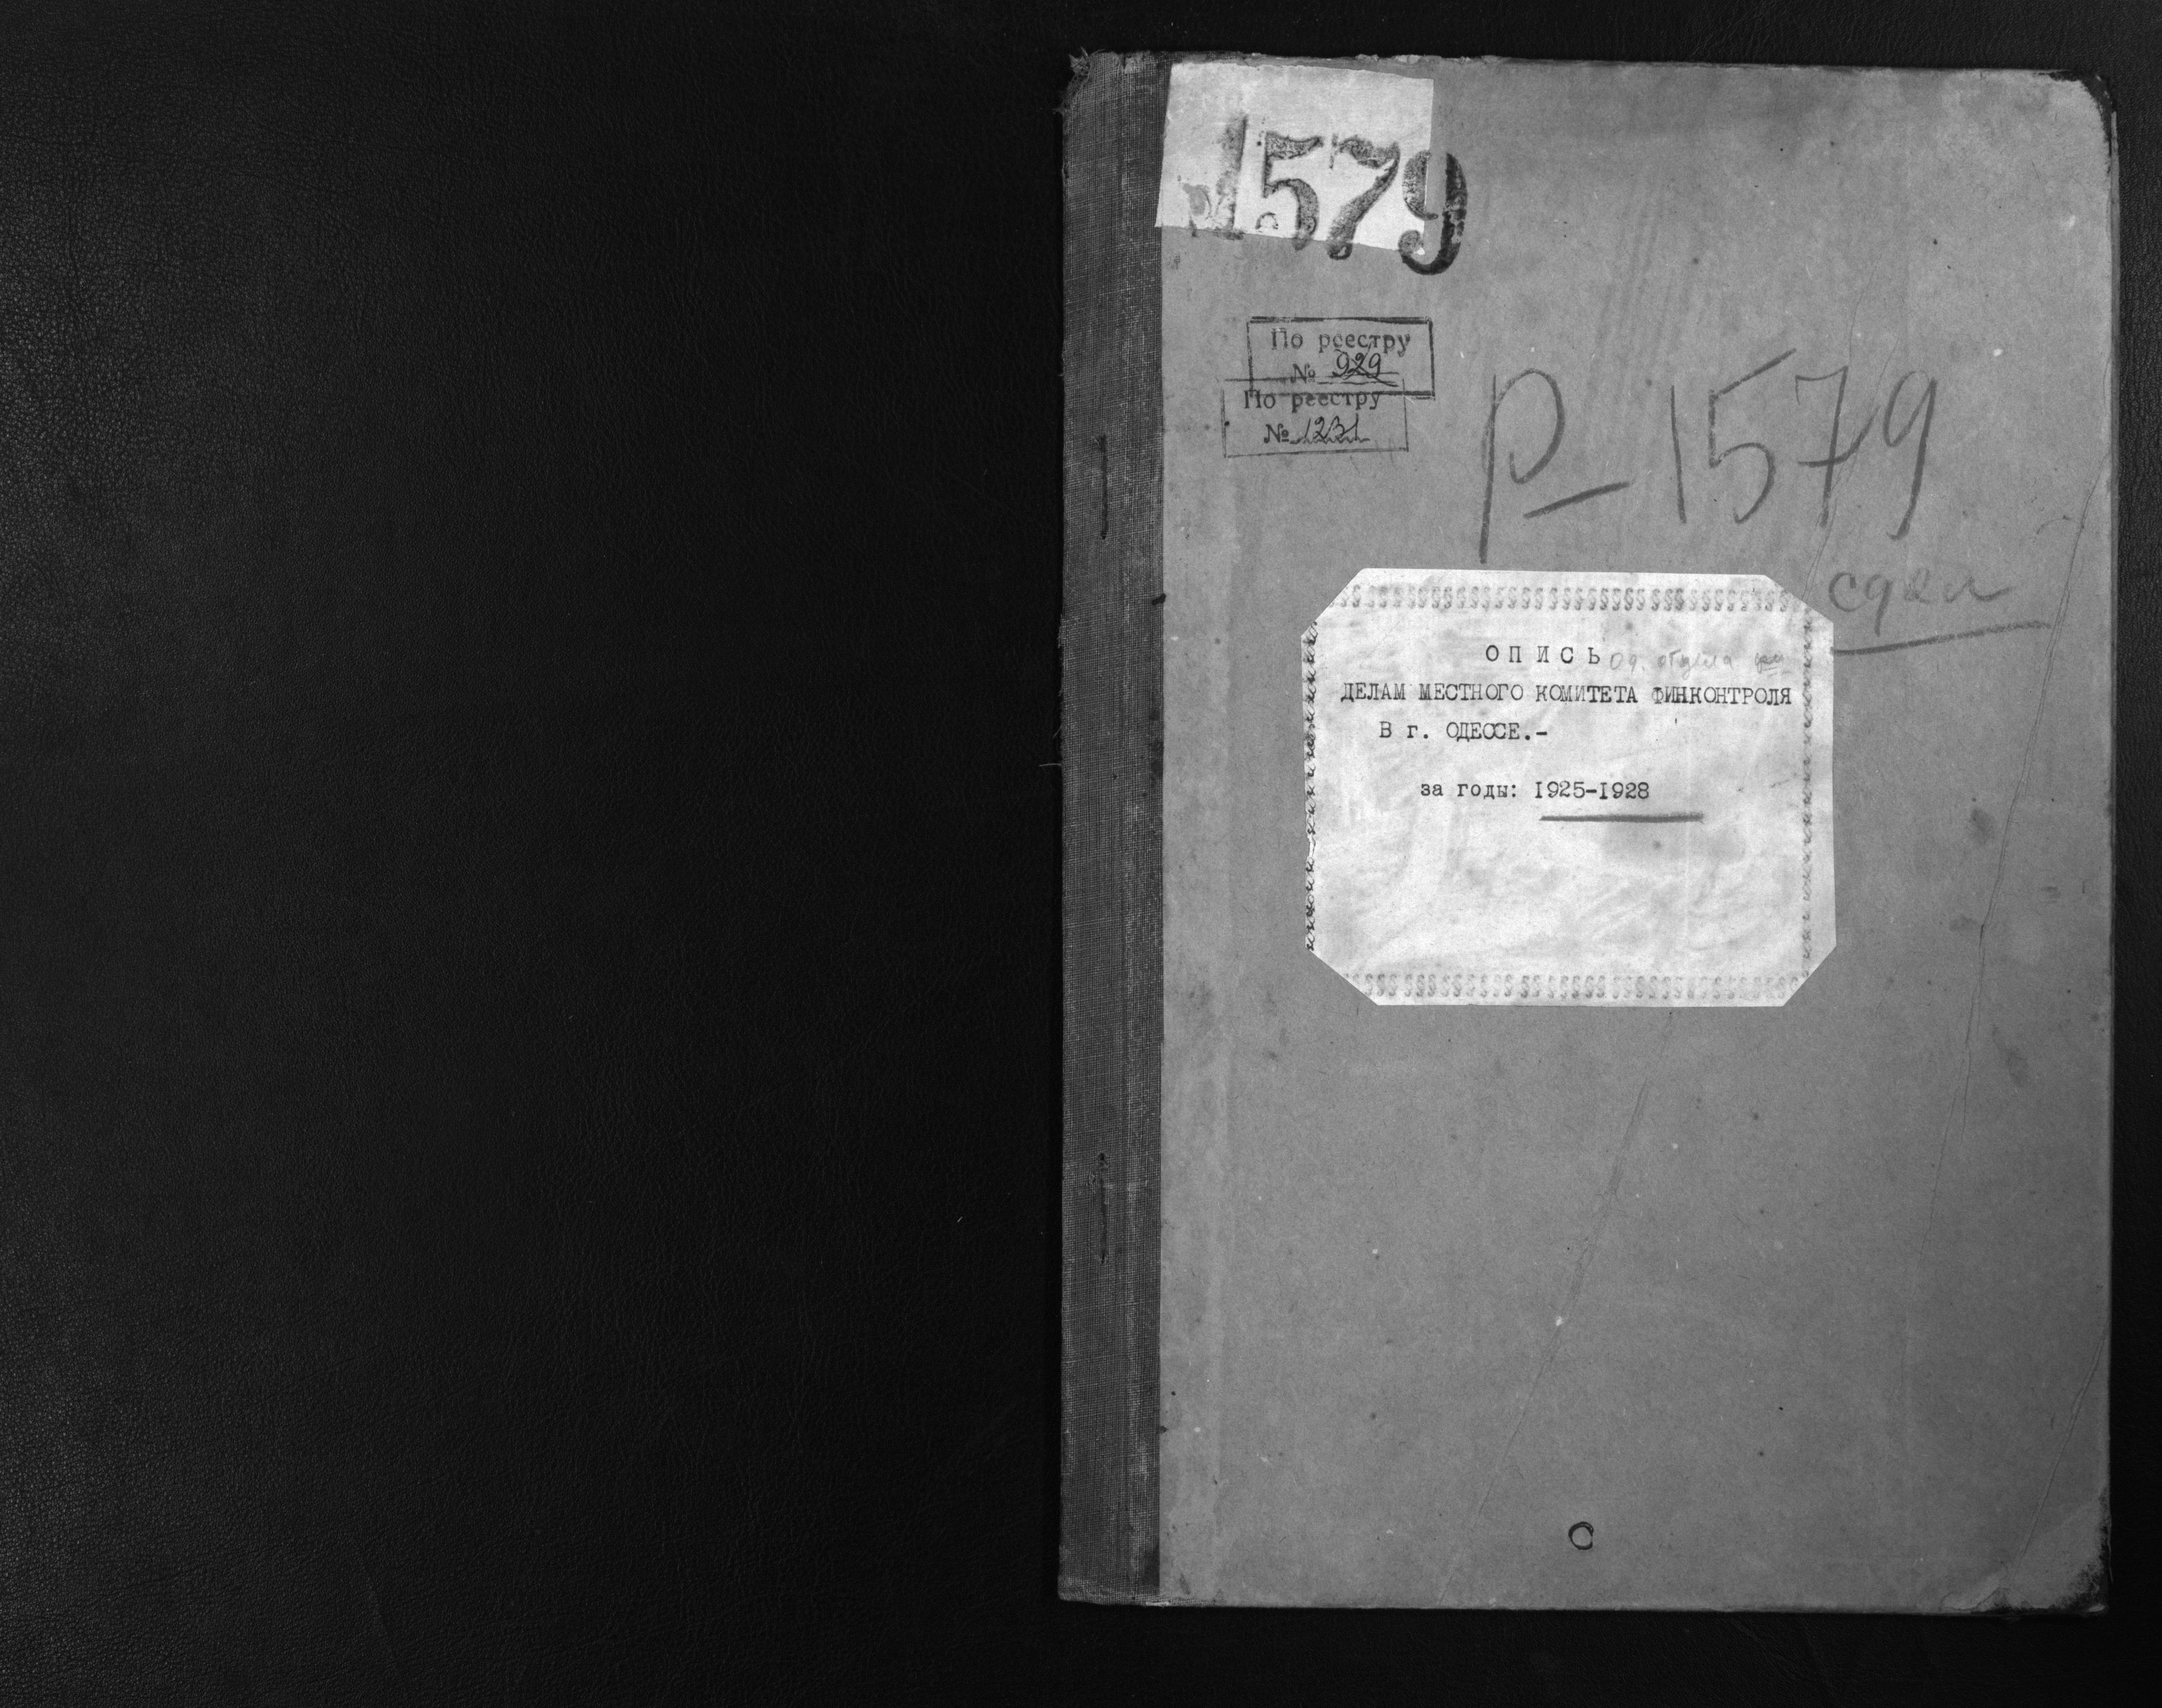 1579
По реестру
№ 929
По реестру
№ 1231
Р-1579
ОПИСЬ
ДЕЛАМ МЕСТНОГО КОМИТЕТА ФИНКОНТРОЛЯ
В г. ОДЕССЕ.-
за годы: 1925-1928